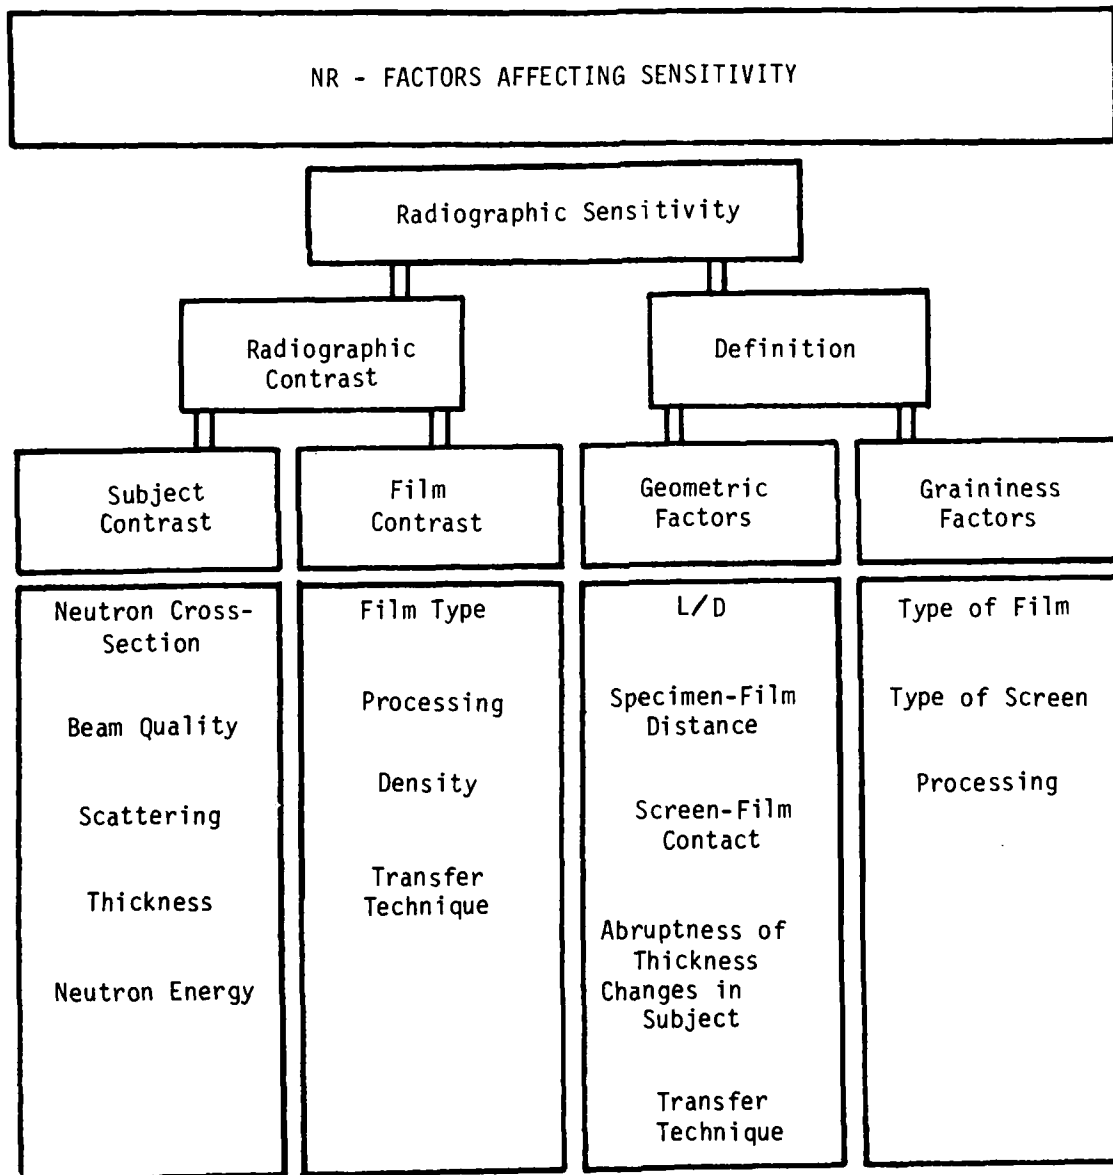 NR - FACTORS AFFECTING SENSITIVITY
Radiographic Sensitivity
Radiographic
Contrast
Definition
Subject
Contrast
Film
Contrast
Geometric
Factors
Graininess
Factors
Neutron Cross-
Section
Beam Quality
Scattering
Thickness
Neutron Energy
Film Type
Processing
Density
Transfer
Technique
L/D
Specimen-Film
Distance
Screen-Film
Contact
Abruptness of
Thickness
Changes in
Subject
Transfer
Technique
Type of Film
Type of Screen
Processing